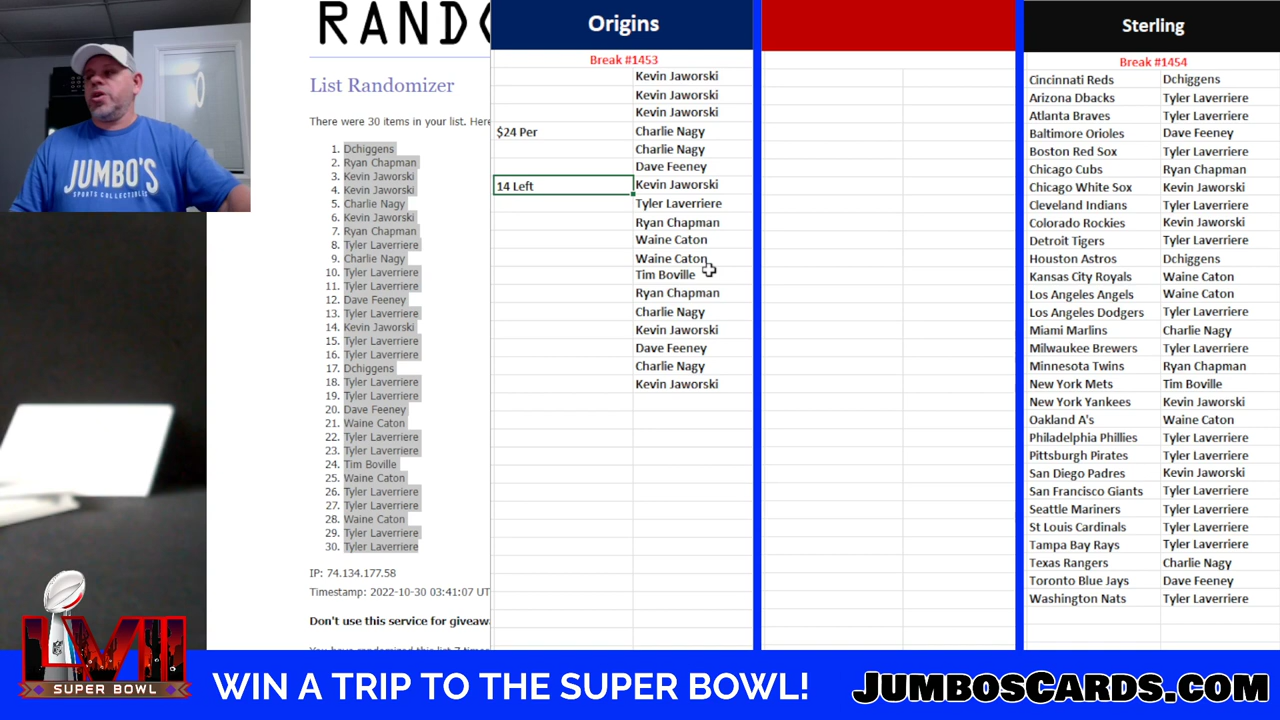 RANDO
List Randomizer
There were 30 items in your list. Here
1. Dchiggens
2. Ryan Chapman
3. Kevin Jaworski
4. Kevin Jaworski
5. Charlie Nagy
6. Kevin Jaworski
7. Ryan Chapman
8. Tyler Laverriere
9. Charlie Nagy
10. Tyler Laverriere
11. Tyler Laverriere
12. Dave Feeney
13. Tyler Laverriere
14. Kevin Jaworski
15. Tyler Laverriere
16. Tyler Laverriere
17. Dchiggens
18. Tyler Laverriere
19. Tyler Laverriere
20. Dave Feeney
21. Waine Caton
22. Tyler Laverriere
23. Tyler Laverriere
24. Tim Boville
25. Waine Caton
26. Tyler Laverriere
27. Tyler Laverriere
28. Waine Caton
29. Tyler Laverriere
30. Tyler Laverriere
IP: 74.134.177.58
Timestamp: 2022-10-30 03:41:07 UT
Don't use this service for giveaw
Origins
Break #1453
Kevin Jaworski
Kevin Jaworski
Kevin Jaworski
$24 Per Charlie Nagy
Charlie Nagy
Dave Feeney
14 Left Kevin Jaworski
Tyler Laverriere
Ryan Chapman
Waine Caton
Waine Caton
Tim Boville
Ryan Chapman
Charlie Nagy
Kevin Jaworski
Dave Feeney
Charlie Nagy
Kevin Jaworski
Sterling
Break #1454
Cincinnati Reds Dchiggens
Arizona Dbacks Tyler Laverriere
Atlanta Braves Tyler Laverriere
Baltimore Orioles Dave Feeney
Boston Red Sox Tyler Laverriere
Chicago Cubs Ryan Chapman
Chicago White Sox Kevin Jaworski
Cleveland Indians Tyler Laverriere
Colorado Rockies Kevin Jaworski
Detroit Tigers Tyler Laverriere
Houston Astros Dchiggens
Kansas City Royals Waine Caton
Los Angeles Angels Waine Caton
Los Angeles Dodgers Tyler Laverriere
Miami Marlins Charlie Nagy
Milwaukee Brewers Tyler Laverriere
Minnesota Twins Ryan Chapman
New York Mets Tim Boville
New York Yankees Kevin Jaworski
Oakland A's Waine Caton
Philadelphia Phillies Tyler Laverriere
Pittsburgh Pirates Tyler Laverriere
San Diego Padres Kevin Jaworski
San Francisco Giants Tyler Laverriere
Seattle Mariners Tyler Laverriere
St Louis Cardinals Tyler Laverriere
Tampa Bay Rays Tyler Laverriere
Texas Rangers Charlie Nagy
Toronto Blue Jays Dave Feeney
Washington Nats Tyler Laverriere
JUMBO'S
SPORTS COLLECTIBLES
LVII
SUPER BOWL
WIN A TRIP TO THE SUPER BOWL!
JUMBOSCARDS.COM